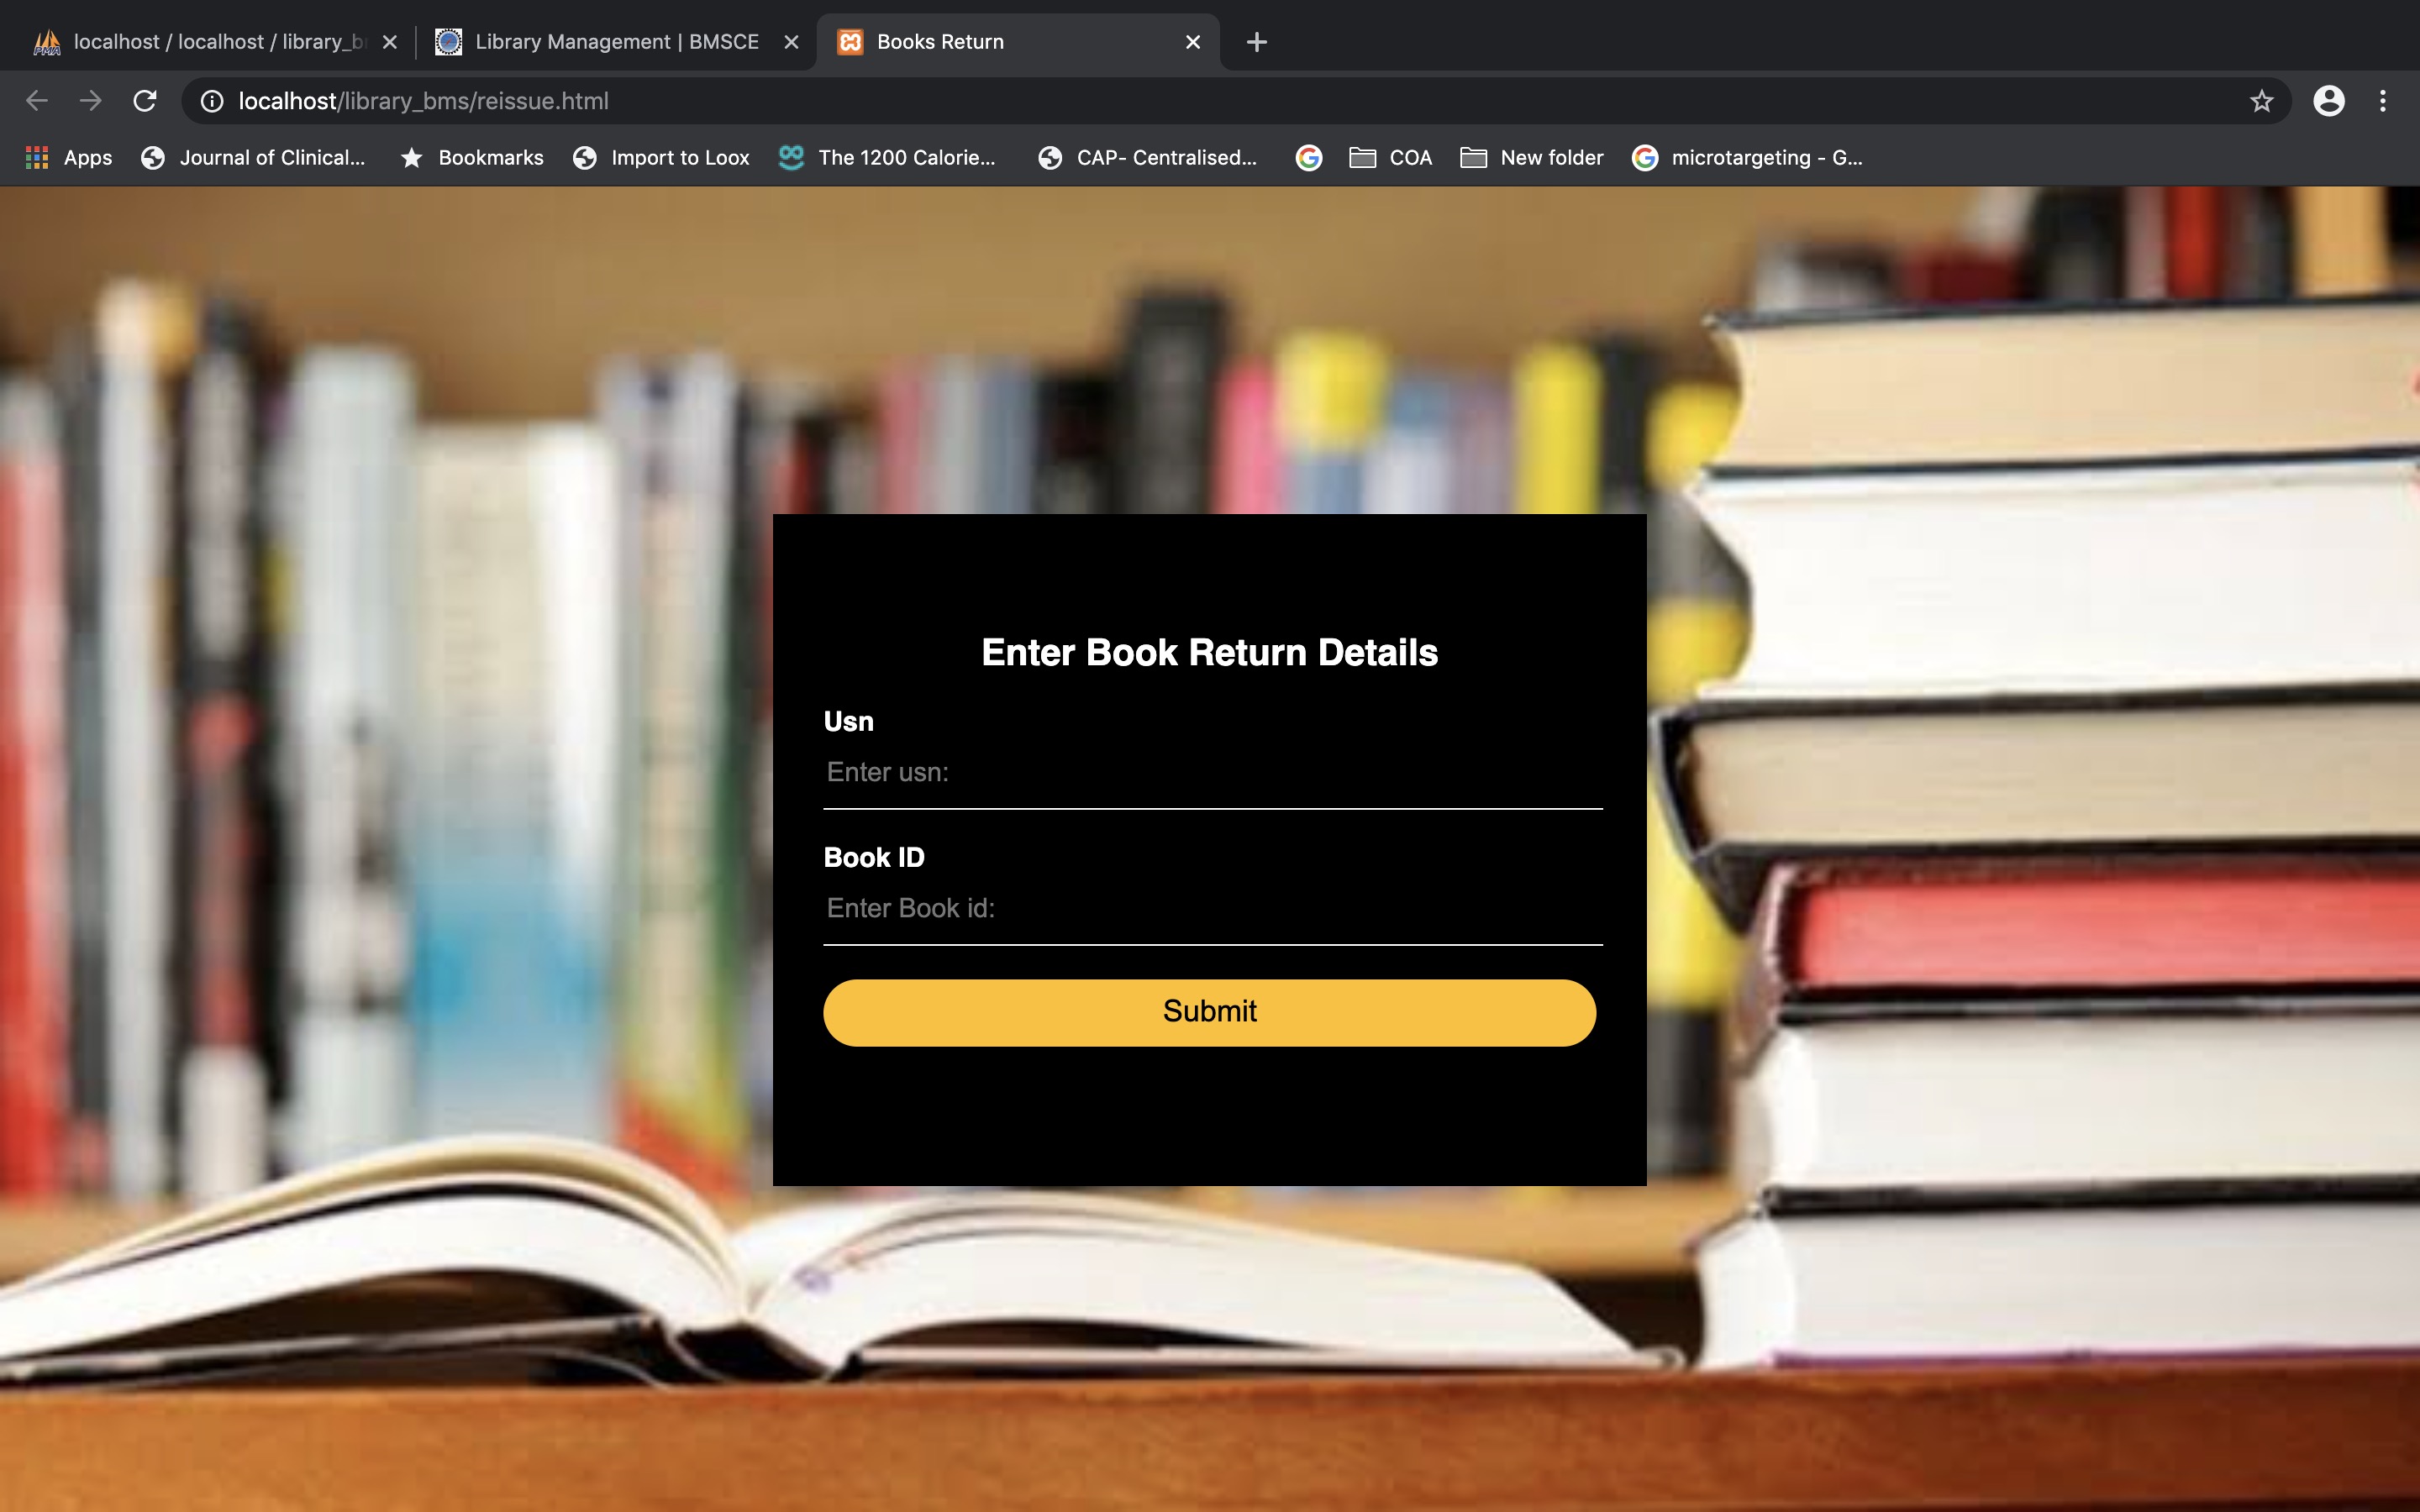 localhost / localhost / library_b
Library Management | BMSCE
Books Return
localhost/library_bms/reissue.html
Apps
Journal of Clinical...
Bookmarks
Import to Loox
The 1200 Calorie...
CAP- Centralised...
COA
New folder
microtargeting - G...
Enter Book Return Details
Usn
Enter usn:
Book ID
Enter Book id:
Submit